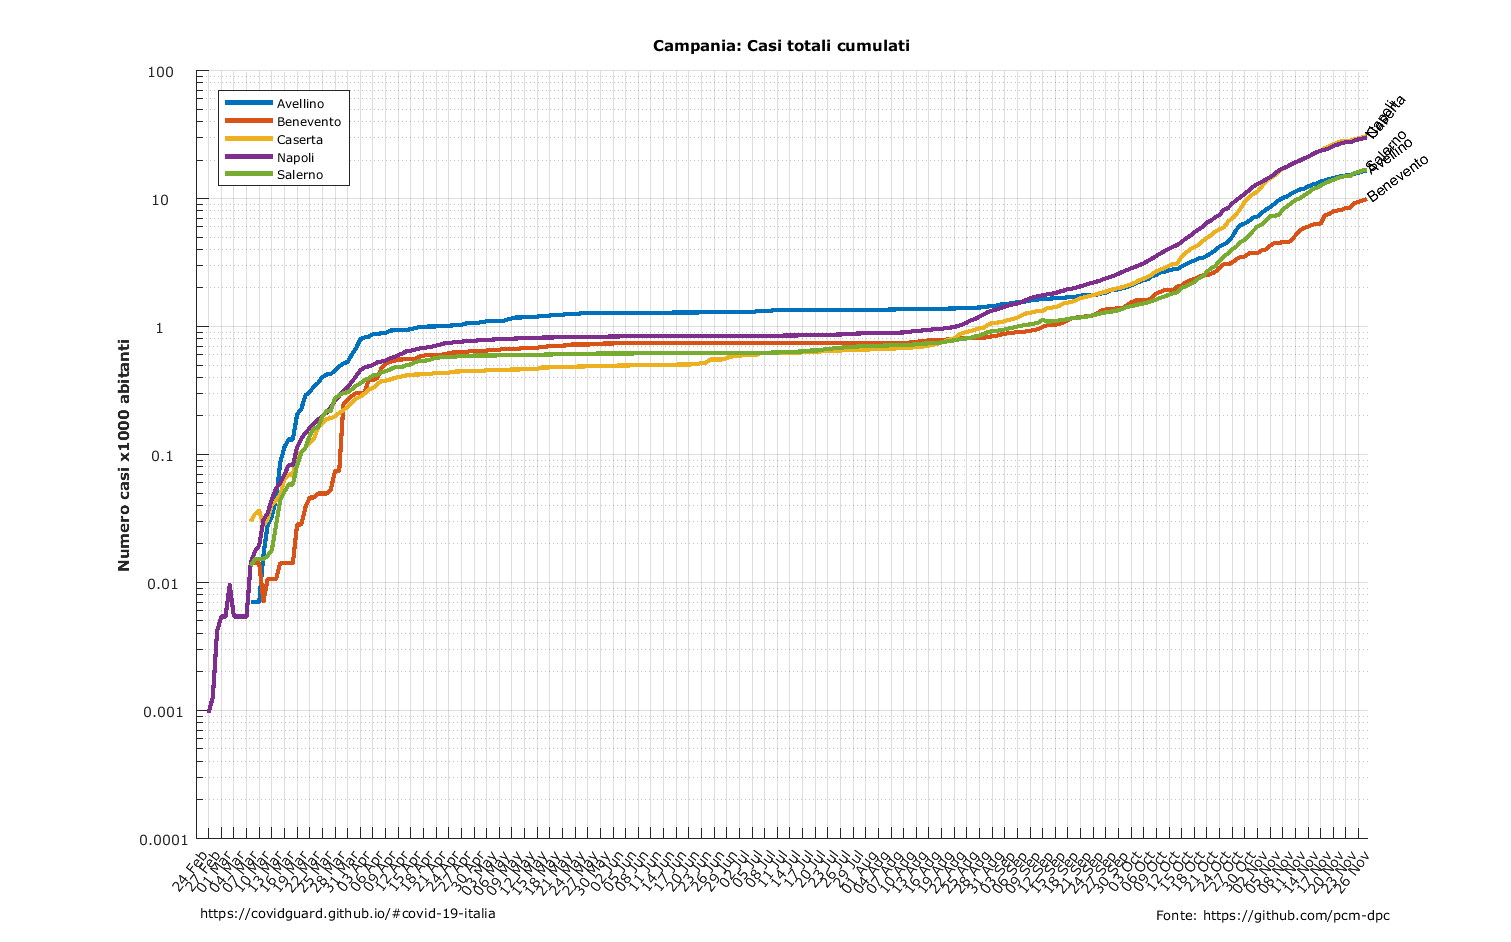 Campania: Casi totali cumulati
100
10
1
0.1
0.01
0.001
0.0001
Numero casi x1000 abitanti
Avellino
Benevento
Caserta
Napoli
Salerno
Napoli
Caserta
Salerno
Avellino
Benevento
24 Feb
27 Feb
01 Mar
04 Mar
07 Mar
10 Mar
13 Mar
16 Mar
19 Mar
22 Mar
25 Mar
28 Mar
31 Mar
03 Apr
06 Apr
09 Apr
12 Apr
15 Apr
18 Apr
21 Apr
24 Apr
27 Apr
30 Apr
03 May
06 May
09 May
12 May
15 May
18 May
21 May
24 May
27 May
30 May
02 Jun
05 Jun
08 Jun
11 Jun
14 Jun
17 Jun
20 Jun
23 Jun
26 Jun
29 Jun
02 Jul
05 Jul
08 Jul
11 Jul
14 Jul
17 Jul
20 Jul
23 Jul
26 Jul
29 Jul
01 Aug
04 Aug
07 Aug
10 Aug
13 Aug
16 Aug
19 Aug
22 Aug
25 Aug
28 Aug
31 Aug
03 Sep
06 Sep
09 Sep
12 Sep
15 Sep
18 Sep
21 Sep
24 Sep
27 Sep
30 Sep
03 Oct
06 Oct
09 Oct
12 Oct
15 Oct
18 Oct
21 Oct
24 Oct
27 Oct
30 Oct
02 Nov
05 Nov
08 Nov
11 Nov
14 Nov
17 Nov
20 Nov
23 Nov
26 Nov
https://covidguard.github.io/#covid-19-italia
Fonte: https://github.com/pcm-dpc